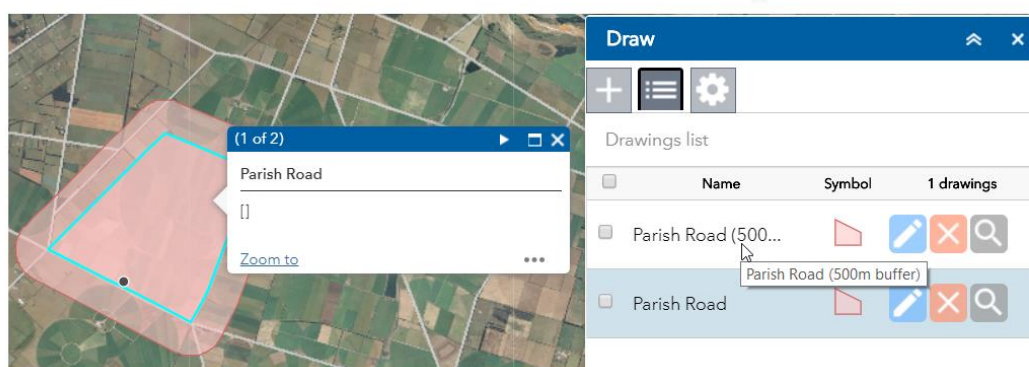 (1 of 2)
Parish Road
[]
Zoom to
Draw
Drawings list
Name Symbol 1 drawings
Parish Road (500...
Parish Road (500m buffer)
Parish Road